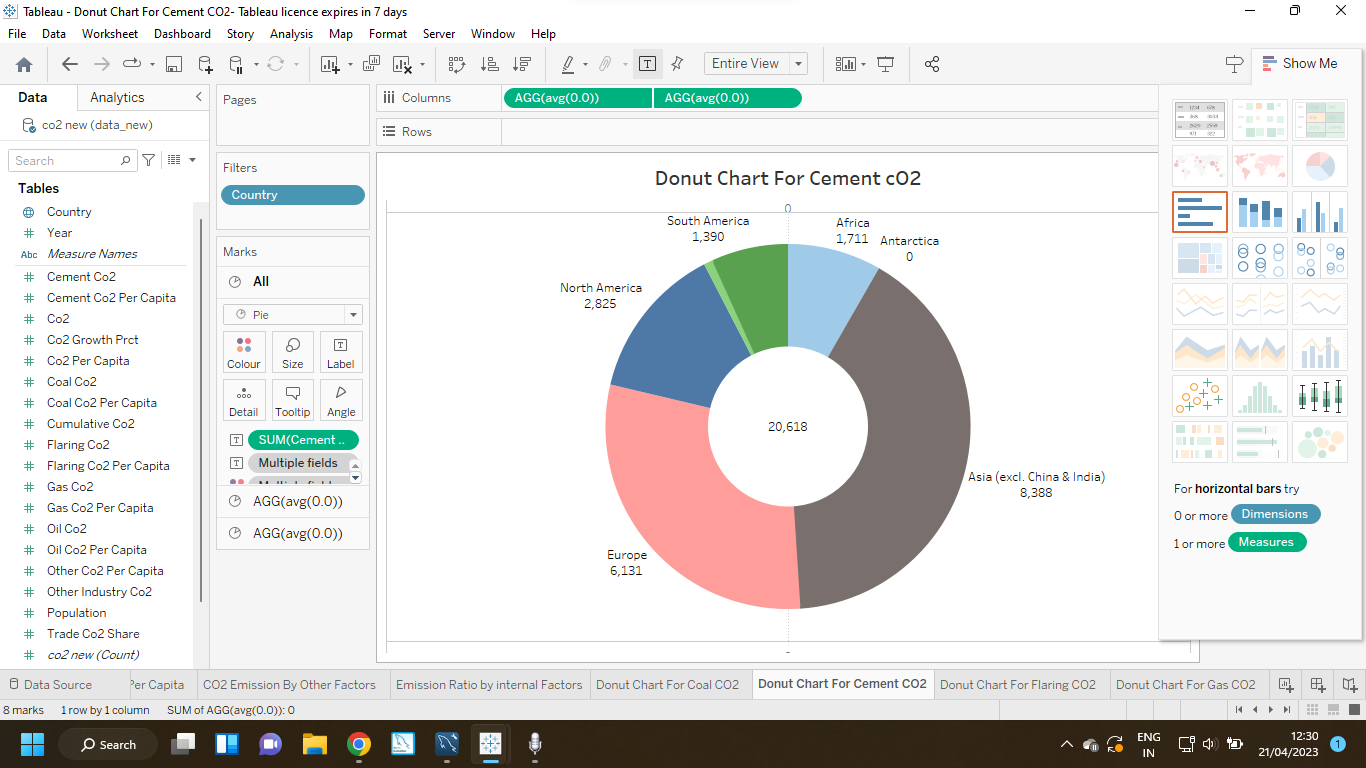 Tableau - Donut Chart For Cement CO2- Tableau licence expires in 7 days
File Data Worksheet Dashboard Story Analysis Map Format Server Window Help
Entire View
Show Me
Data Analytics
co2 new (data_new)
Search
Tables
Country
Year
Abc Measure Names
Cement Co2
Cement Co2 Per Capita
Co2
Co2 Growth Prct
Co2 Per Capita
Coal Co2
Coal Co2 Per Capita
Cumulative Co2
Flaring Co2
Flaring Co2 Per Capita
Gas Co2
Gas Co2 Per Capita
Oil Co2
Oil Co2 Per Capita
Other Co2 Per Capita
Other Industry Co2
Population
Trade Co2 Share
co2 new (Count)
Pages
Filters
Country
Marks
All
Pie
Colour Size Label
Detail Tooltip Angle
SUM(Cement ..
Multiple fields
AGG(avg(0.0))
AGG(avg(0.0))
Columns AGG(avg(0.0)) AGG(avg(0.0))
Rows
Donut Chart For Cement cO2
0
South America
1,390
Africa
1,711
Antarctica
0
North America
2,825
20,618
Asia (excl. China & India)
8,388
Europe
6,131
For horizontal bars try
0 or more Dimensions
1 or more Measures
Data Source Per Capita CO2 Emission By Other Factors Emission Ratio by internal Factors Donut Chart For Coal CO2 Donut Chart For Cement CO2 Donut Chart For Flaring CO2 Donut Chart For Gas CO2
8 marks 1 row by 1 column SUM of AGG(avg(0.0)): 0
Search
ENG
IN
12:30
21/04/2023
1